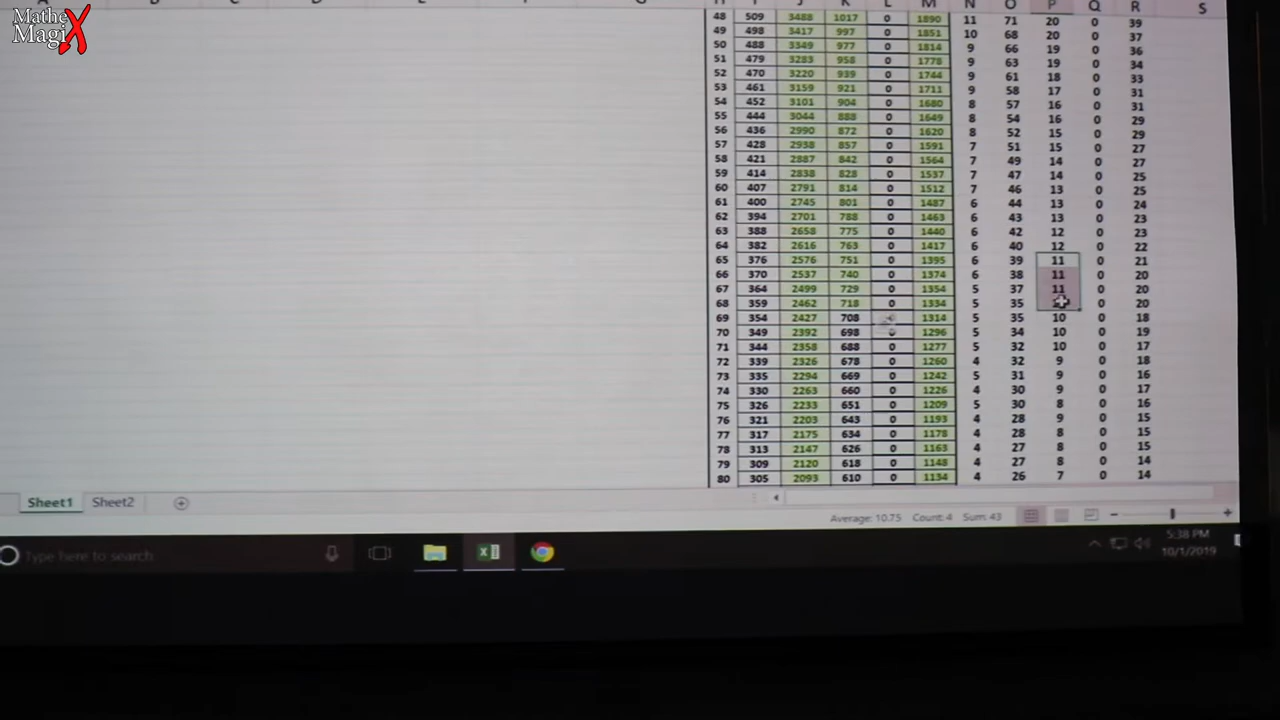 Mathe
MagiX
N O P Q R S
48 509 3488 1017 0 1890 11 71 20 0 39
49 498 3417 997 0 1851 10 68 20 0 37
50 488 3349 977 0 1814 9 66 19 0 36
51 479 3283 958 0 1778 9 63 19 0 34
52 470 3220 939 0 1744 9 61 18 0 33
53 461 3159 921 0 1711 9 58 17 0 31
54 452 3101 904 0 1680 8 57 16 0 31
55 444 3044 888 0 1649 8 54 16 0 29
56 436 2990 872 0 1620 8 52 15 0 29
57 428 2938 857 0 1591 7 51 15 0 27
58 421 2887 842 0 1564 7 49 14 0 27
59 414 2838 828 0 1537 7 47 14 0 25
60 407 2791 814 0 1512 7 46 13 0 25
61 400 2745 801 0 1487 6 44 13 0 24
62 394 2701 788 0 1463 6 43 13 0 23
63 388 2658 775 0 1440 6 42 12 0 23
64 382 2616 763 0 1417 6 40 12 0 22
65 376 2576 751 0 1395 6 39 11 0 21
66 370 2537 740 0 1374 6 38 11 0 20
67 364 2499 729 0 1354 5 37 11 0 20
68 359 2462 718 0 1334 5 35 0 20
69 354 2427 708 1314 5 35 10 0 18
70 349 2392 698 1296 5 34 10 0 19
71 344 2358 688 0 1277 5 32 10 0 17
72 339 2326 678 0 1260 4 32 9 0 18
73 335 2294 669 0 1242 5 31 9 0 16
74 330 2263 660 0 1226 4 30 9 0 17
75 326 2233 651 0 1209 5 30 8 0 16
76 321 2203 643 0 1193 4 28 9 0 15
77 317 2175 634 0 1178 4 28 8 0 15
78 313 2147 626 0 1163 4 27 8 0 15
79 309 2120 618 0 1148 4 27 8 0 14
80 305 2093 610 0 1134 4 26 7 0 14
Sheet1 Sheet2
Average: 10.75 Count: 4 Sum: 43
Type here to search
5:38 PM
10/1/2019